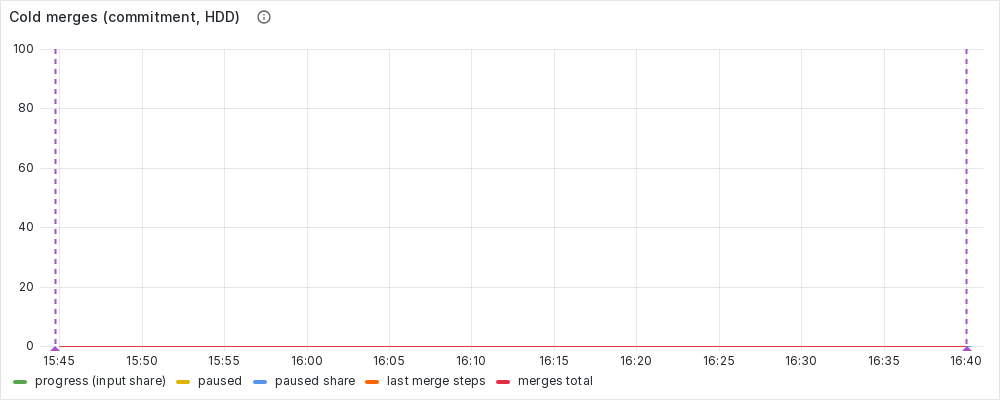 Cold merges (commitment, HDD)
100
80
60
40
20
0
15:45 15:50 15:55 16:00 16:05 16:10 16:15 16:20 16:25 16:30 16:35 16:40
progress (input share) paused paused share last merge steps merges total